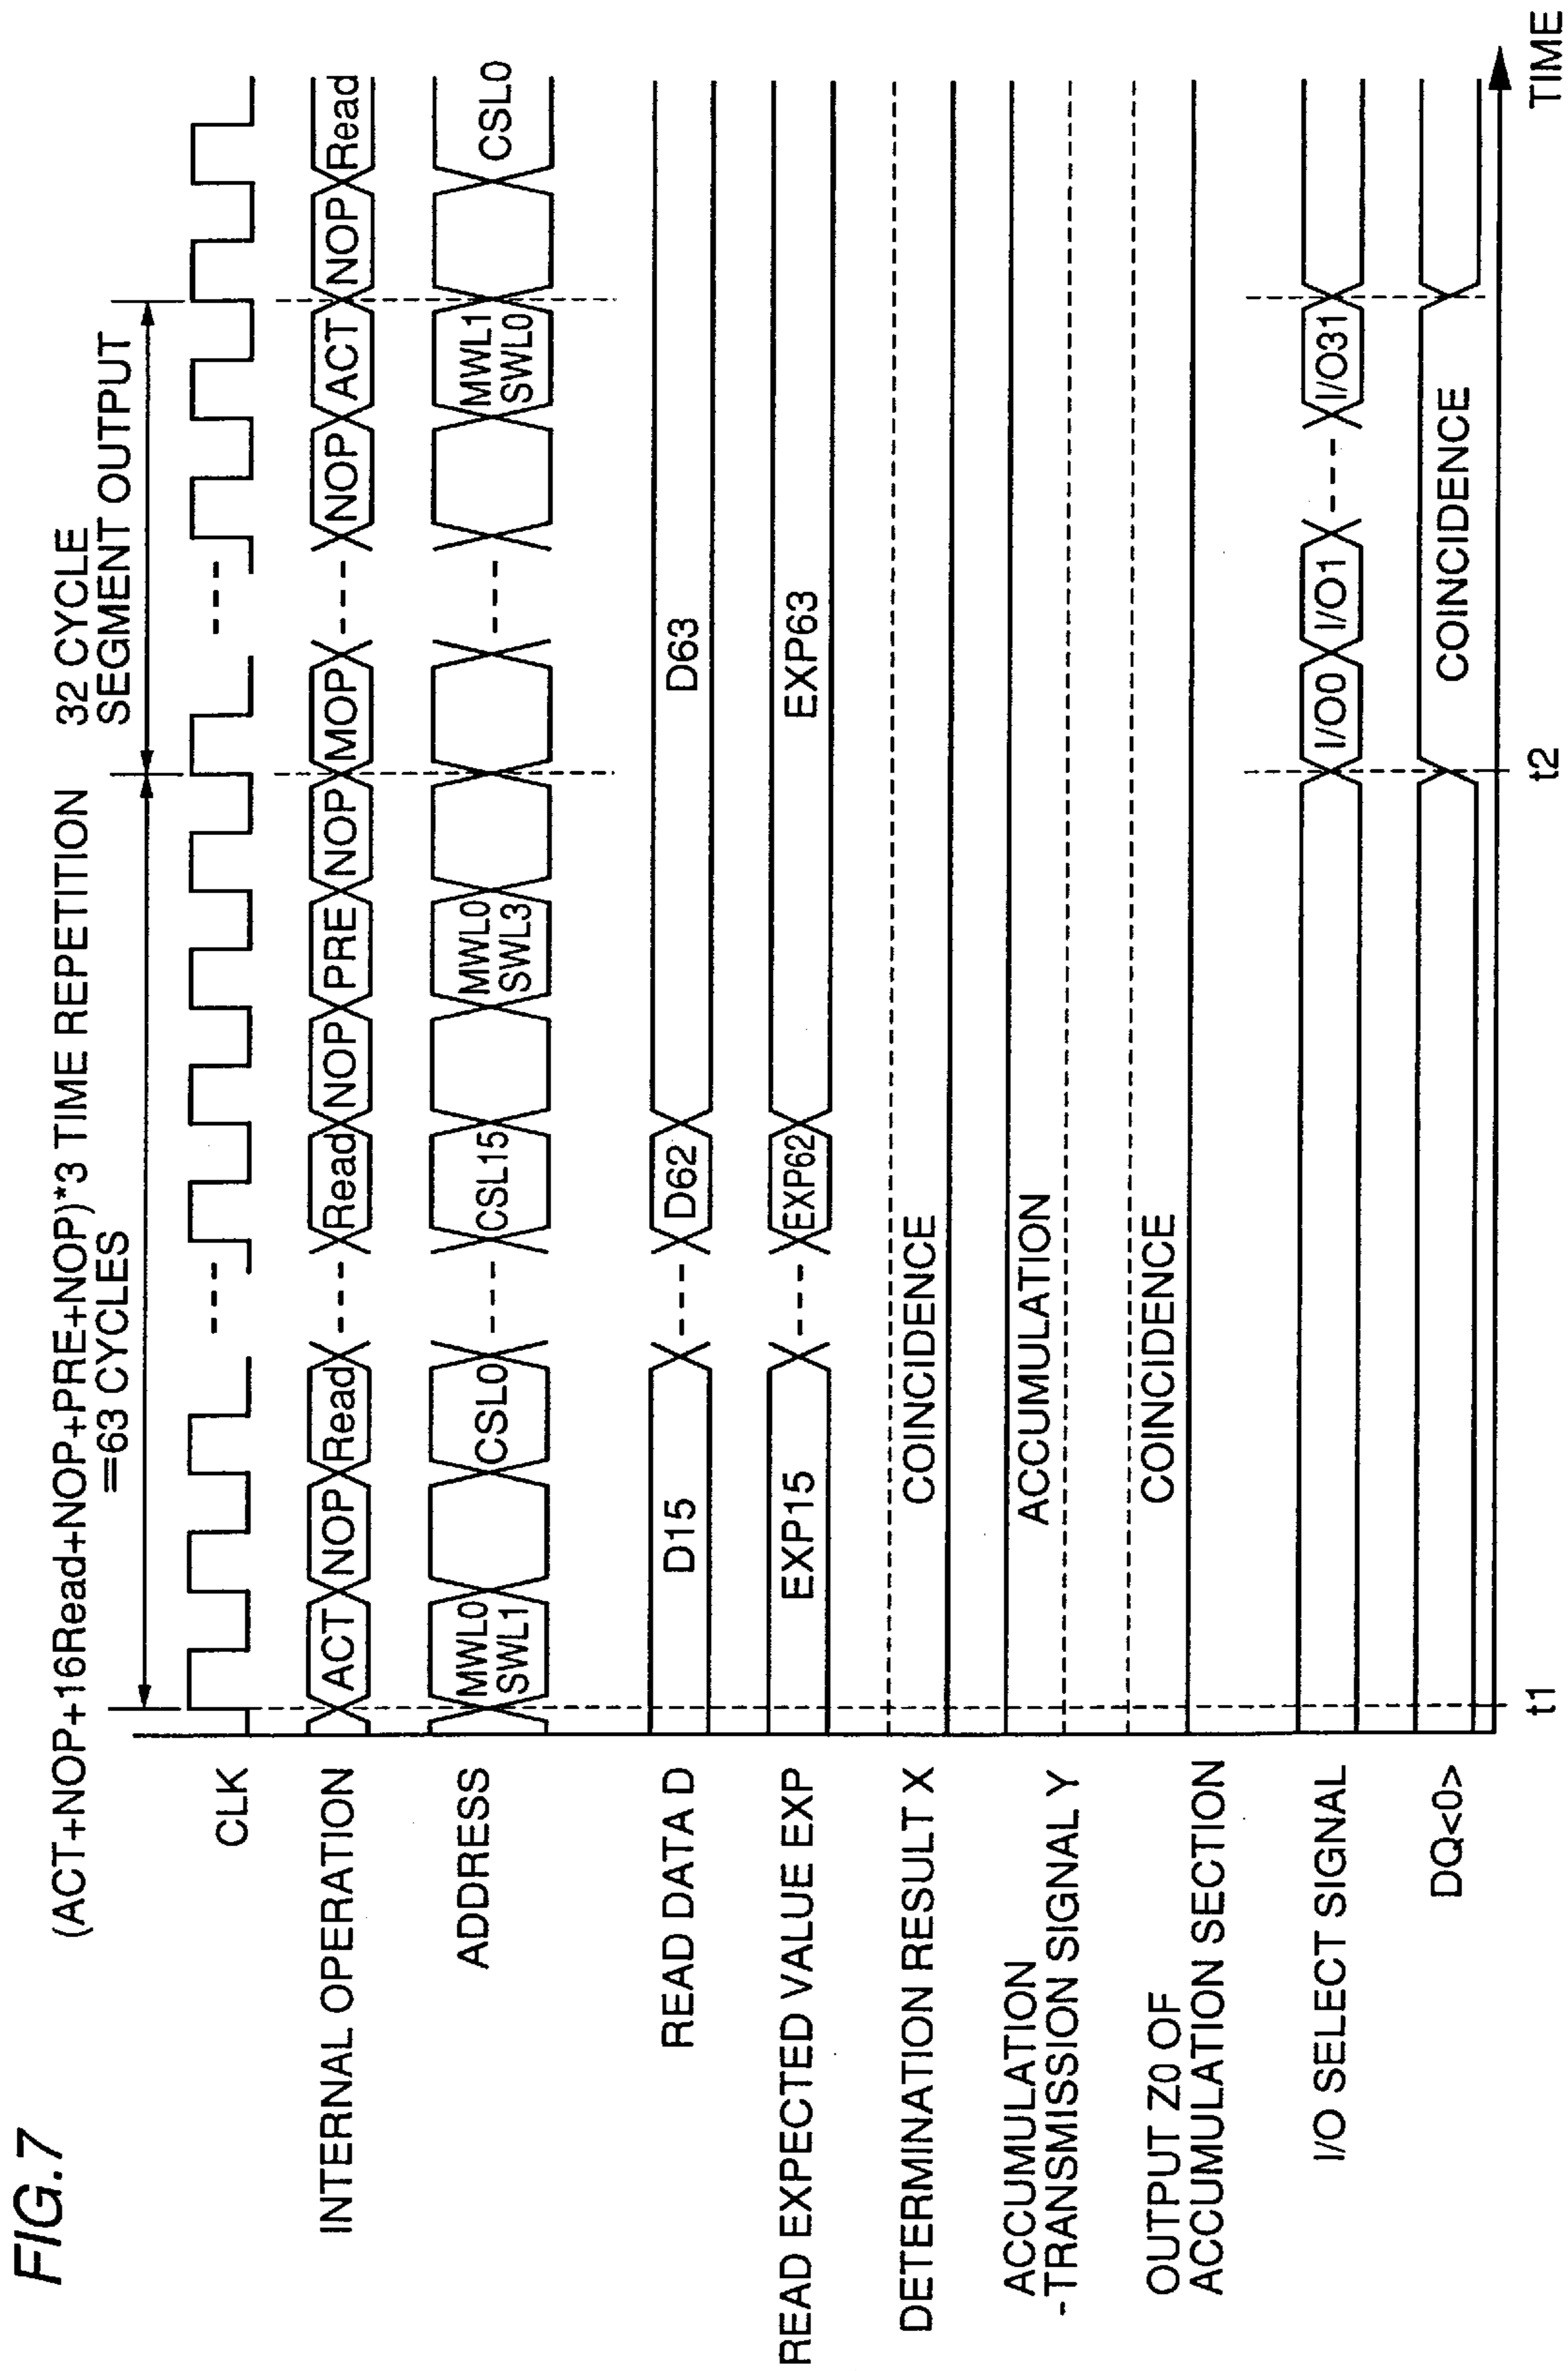 FIG.7
(ACT+NOP+16Read+NOP+PRE+NOP)*3 TIME REPETITION
=63 CYCLES
32 CYCLE
SEGMENT OUTPUT
CLK
INTERNAL OPERATION
ACT NOP Read --- Read NOP PRE NOP MOP --- NOP ACT NOP Read
ADDRESS
MWL0
SWL1
CSL0 --- CSL15
MWL0
SWL3
---
MWL1
SWL0
CSL0
READ DATA D
D15 --- D62 D63
READ EXPECTED VALUE EXP
EXP15 --- EXP62 EXP63
DETERMINATION RESULT X
COINCIDENCE
ACCUMULATION
-TRANSMISSION SIGNAL Y
ACCUMULATION
OUTPUT Z0 OF
ACCUMULATION SECTION
COINCIDENCE
I/O SELECT SIGNAL
I/O0 I/O1 --- I/O31
DQ<0>
COINCIDENCE
t1
t2
TIME